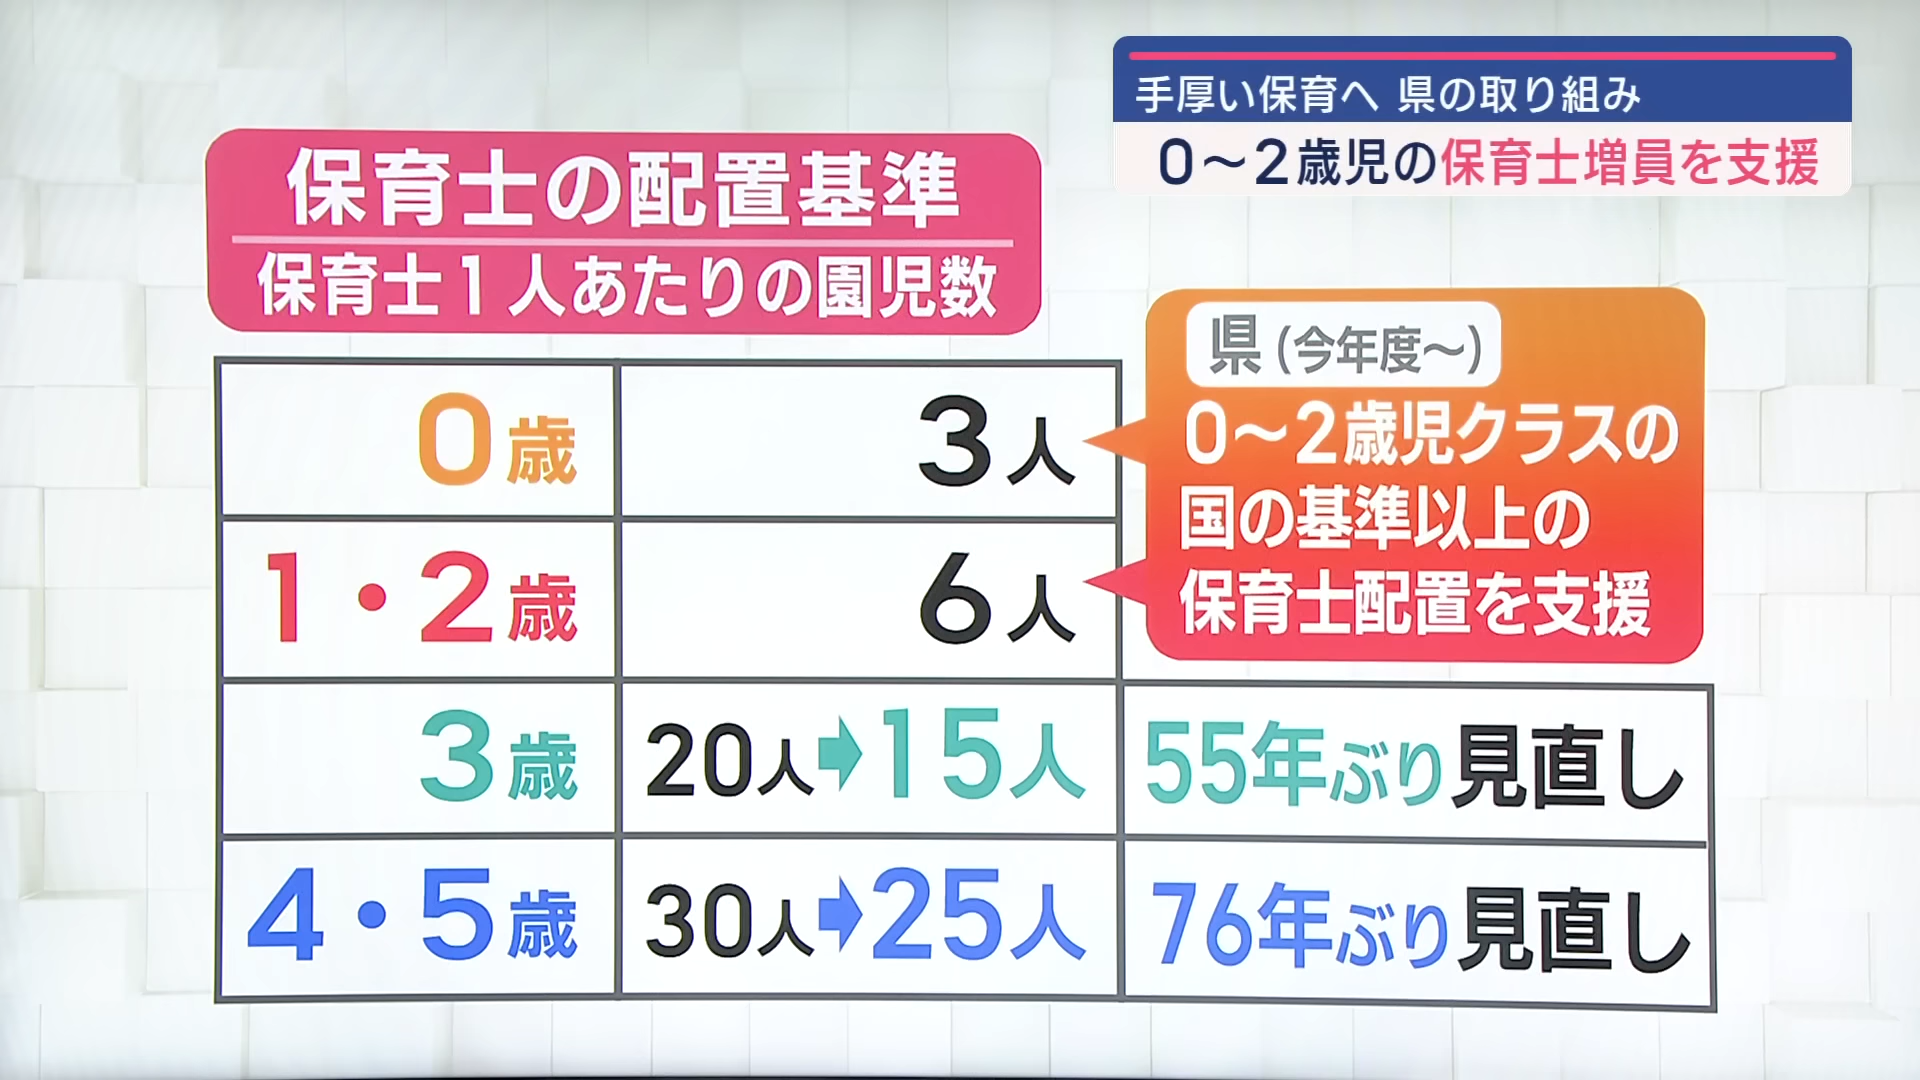 手厚い保育へ 県の取り組み
0～2歳児の保育士増員を支援
保育士の配置基準
保育士1人あたりの園児数
県(今年度～)
0～2歳児クラスの
国の基準以上の
保育士配置を支援
0歳 3人
1・2歳 6人
3歳 20人➡15人 55年ぶり見直し
4・5歳 30人➡25人 76年ぶり見直し